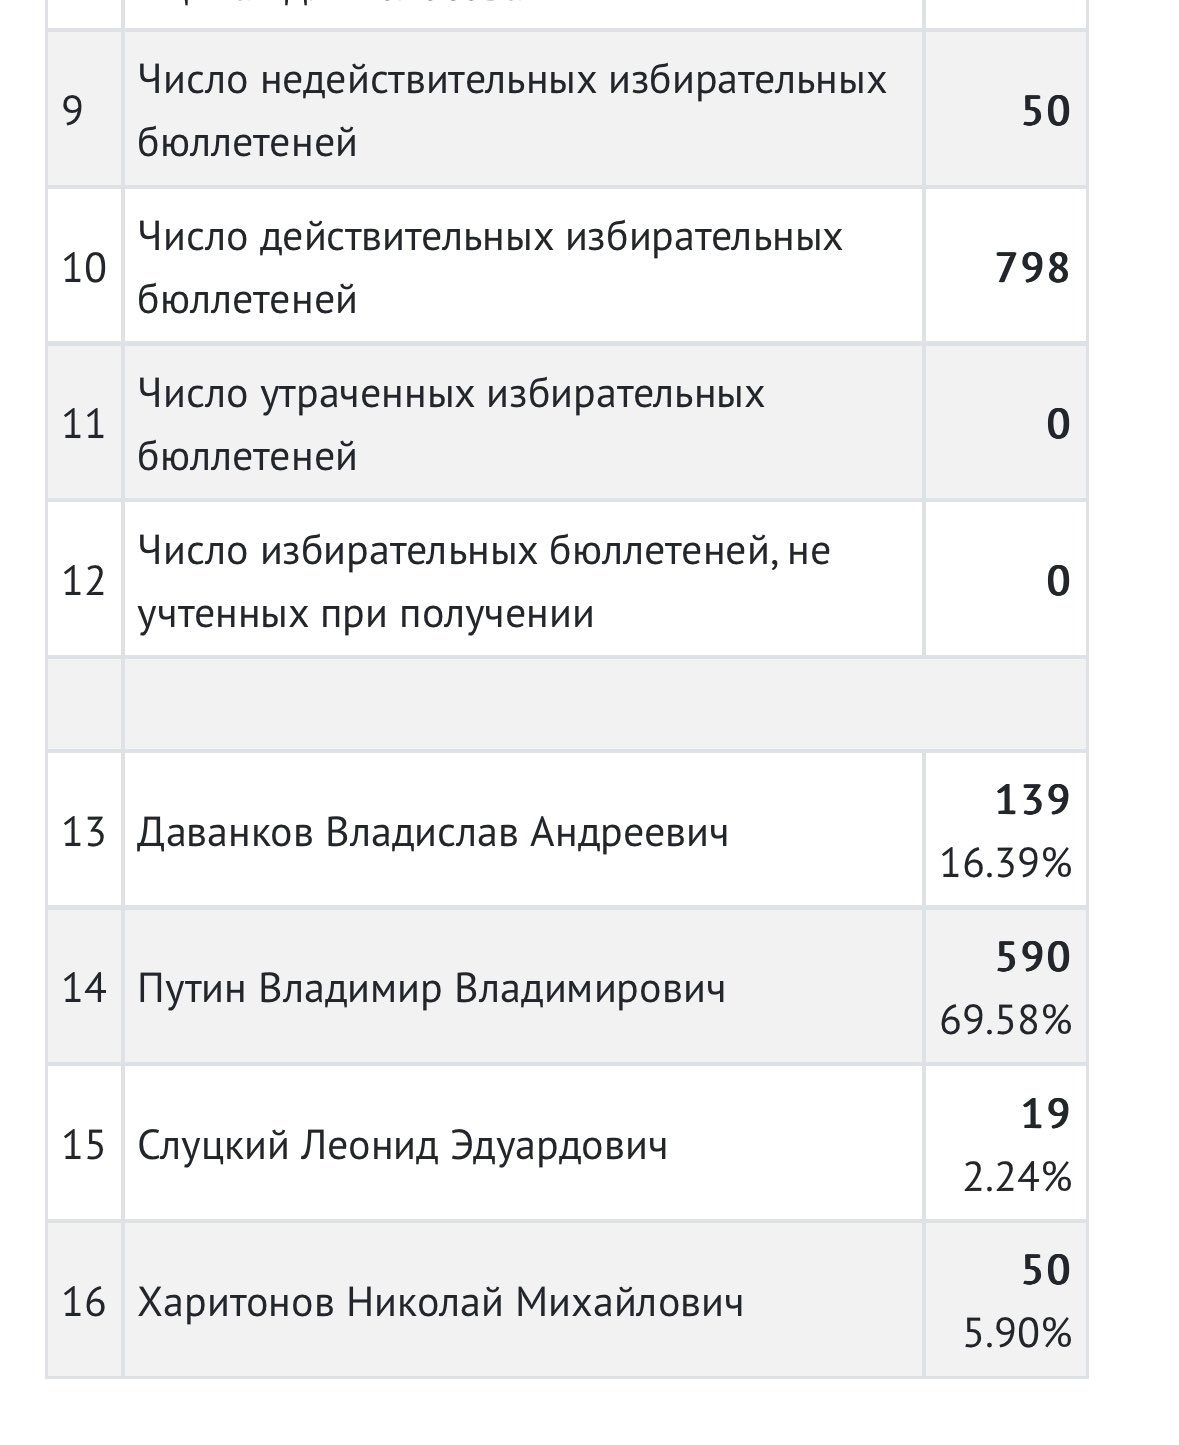 9
Число недействительных избирательных
бюллетеней
50
10
Число действительных избирательных
бюллетеней
798
11
Число утраченных избирательных
бюллетеней
0
12
Число избирательных бюллетеней, не
учтенных при получении
0
13
Даванков Владислав Андреевич
139
16.39%
14
Путин Владимир Владимирович
590
69.58%
15
Слуцкий Леонид Эдуардович
19
2.24%
16
Харитонов Николай Михайлович
50
5.90%